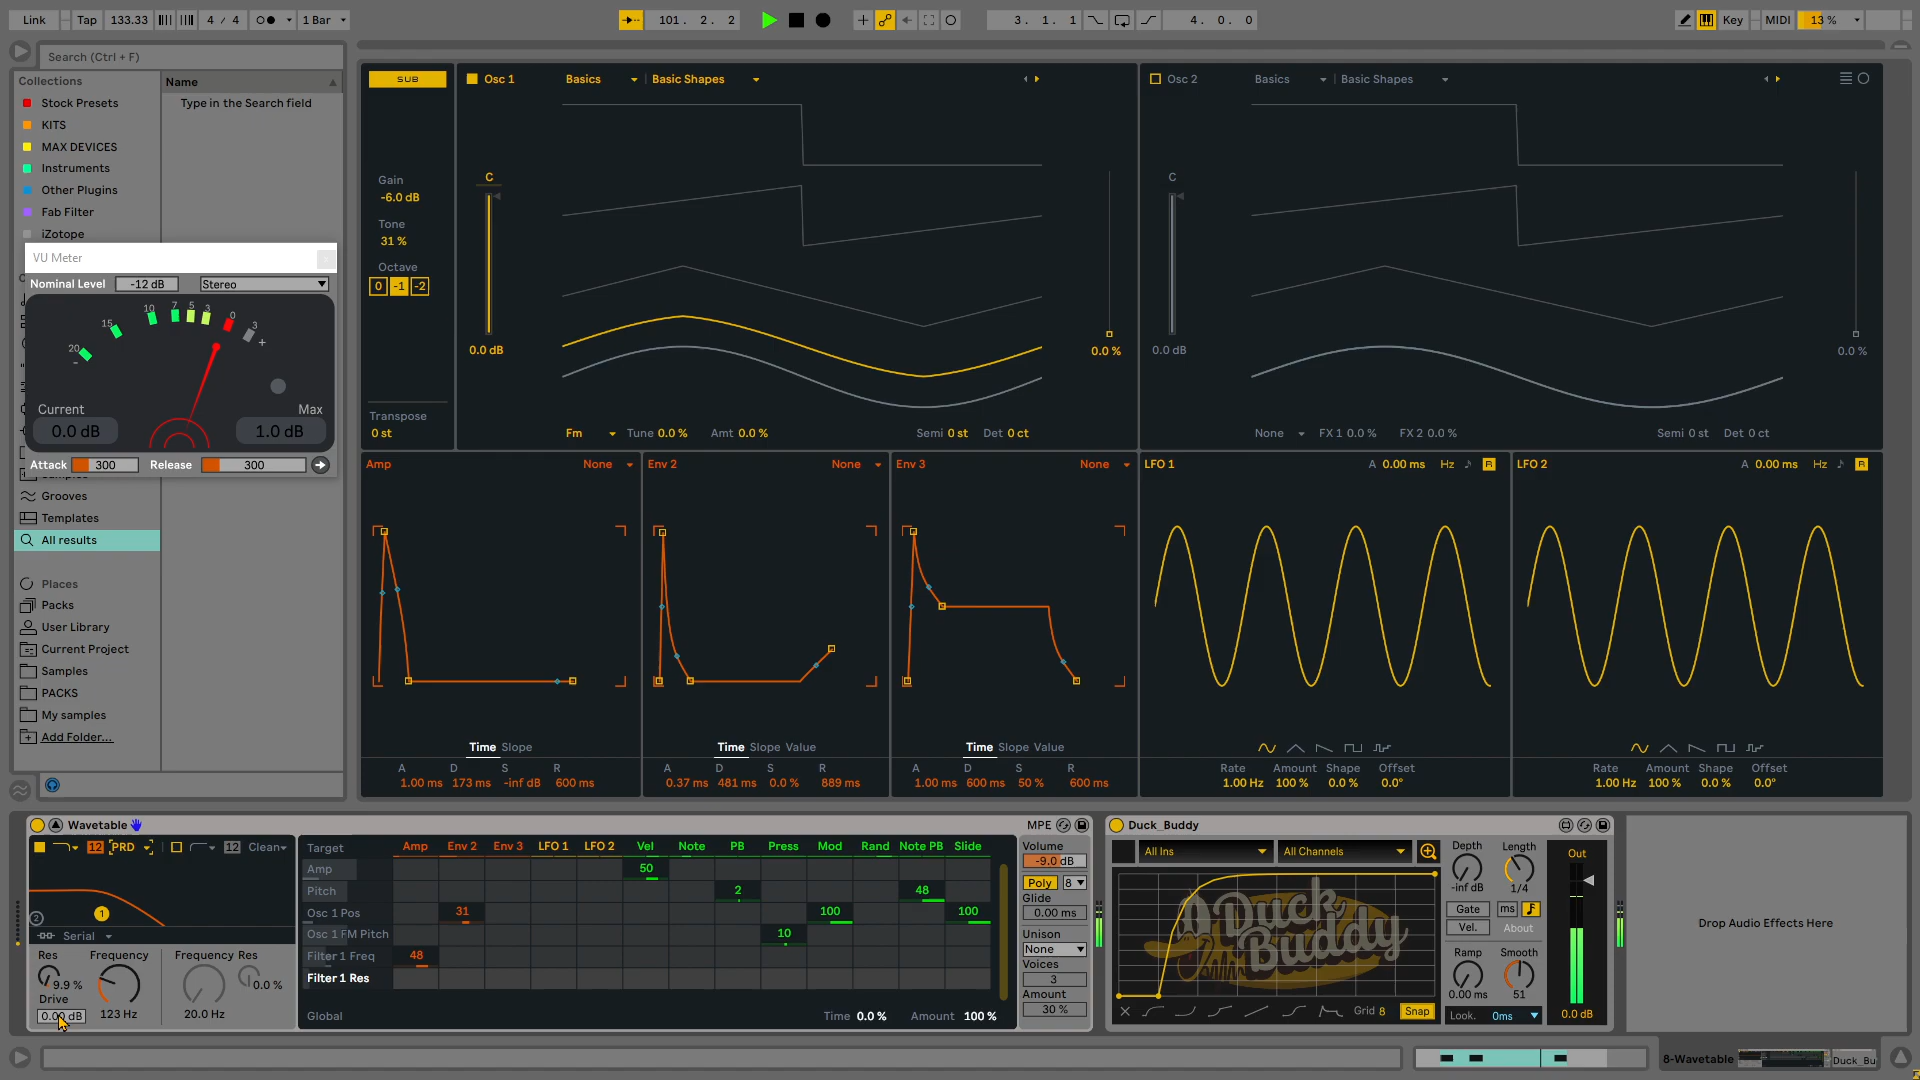 Link Tap 133.33 4 / 4 1 Bar 101. 2. 2 3. 1. 1 4. 0. 0 Key MIDI 13 %
Search (Ctrl + F)
Collections
Name
Stock Presets
Type in the Search field
KITS
MAX DEVICES
Instruments
Other Plugins
Fab Filter
iZotope
VU Meter
Nominal Level -12 dB Stereo
20 15 10 7 5 3 0 3
- +
Current Max
0.0 dB 1.0 dB
Attack 300 Release 300
Grooves
Templates
All results
Places
Packs
User Library
Current Project
Samples
PACKS
My samples
Add Folder...
SUB
Gain
-6.0 dB
Tone
31 %
Octave
0 -1 -2
Transpose
0 st
Osc 1 Basics Basic Shapes
C
0.0 dB
0.0 %
Fm Tune 0.0 % Amt 0.0 % Semi 0 st Det 0 ct
Osc 2 Basics Basic Shapes
C
0.0 dB
0.0 %
None FX 1 0.0 % FX 2 0.0 % Semi 0 st Det 0 ct
Amp None
Time Slope
A D S R
1.00 ms 173 ms -inf dB 600 ms
Env 2 None
Time Slope Value
A D S R
0.37 ms 481 ms 0.0 % 889 ms
Env 3 None
Time Slope Value
A D S R
1.00 ms 600 ms 50 % 600 ms
LFO 1 A 0.00 ms Hz R
Rate Amount Shape Offset
1.00 Hz 100 % 0.0 % 0.0°
LFO 2 A 0.00 ms Hz R
Rate Amount Shape Offset
1.00 Hz 100 % 0.0 % 0.0°
Wavetable MPE
12 PRD 12 Clean
2 1
Serial
Res Frequency Frequency Res
9.9 % 0.0 %
Drive
0.00 dB 123 Hz 20.0 Hz
Target Amp Env 2 Env 3 LFO 1 LFO 2 Vel Note PB Press Mod Rand Note PB Slide
Amp 50
Pitch 2 48
Osc 1 Pos 31 100 100
Osc 1 FM Pitch 10
Filter 1 Freq 48
Filter 1 Res
Global Time 0.0 % Amount 100 %
Volume
-9.0 dB
Poly 8
Glide
0.00 ms
Unison
None
Voices
3
Amount
30 %
Duck_Buddy
All Ins All Channels
Duck Buddy
Grid 8 Snap
Depth Length
-inf dB 1/4
Gate ms
Vel. About
Ramp Smooth
0.00 ms 51
Look. 0ms
Out
0.0 dB
Drop Audio Effects Here
8-Wavetable Duck_Bu